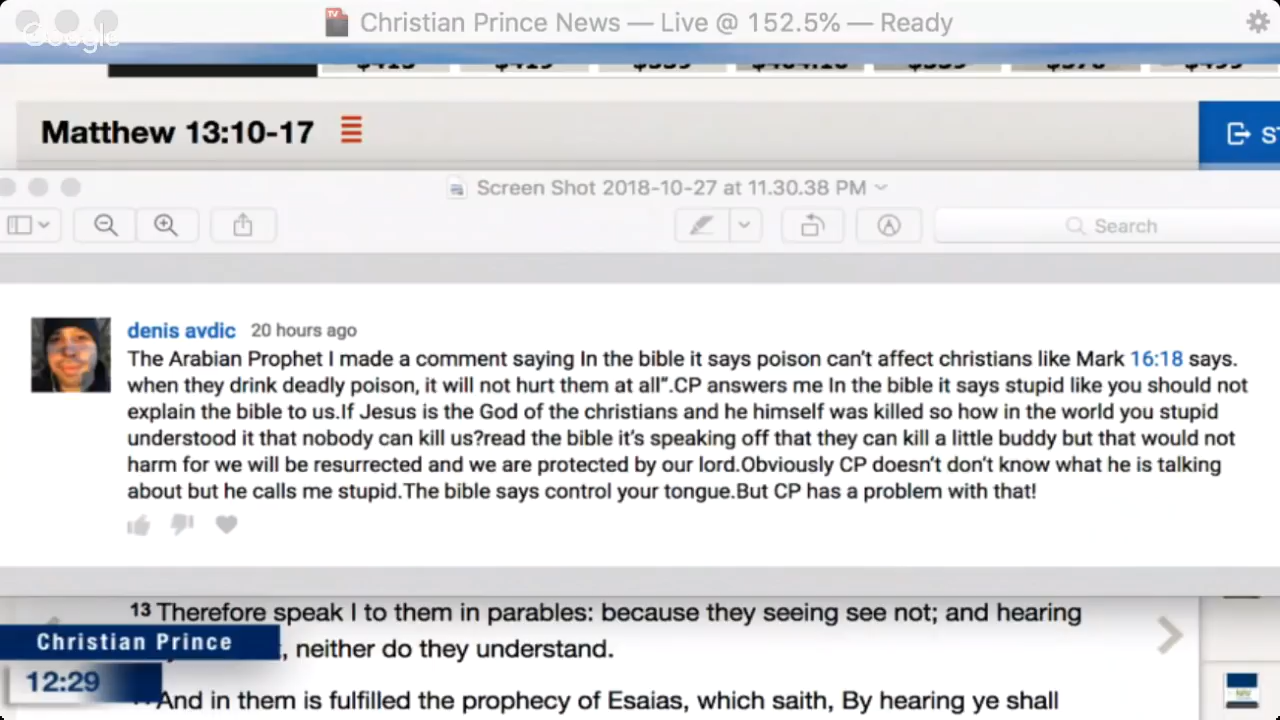 Google
TV
Christian Prince News — Live @ 152.5% — Ready
Matthew 13:10-17
Screen Shot 2018-10-27 at 11.30.38 PM
Search
denis avdic 20 hours ago
The Arabian Prophet I made a comment saying In the bible it says poison can't affect christians like Mark 16:18 says.
when they drink deadly poison, it will not hurt them at all".CP answers me In the bible it says stupid like you should not
explain the bible to us.If Jesus is the God of the christians and he himself was killed so how in the world you stupid
understood it that nobody can kill us?read the bible it's speaking off that they can kill a little buddy but that would not
harm for we will be resurrected and we are protected by our lord.Obviously CP doesn't don't know what he is talking
about but he calls me stupid.The bible says control your tongue.But CP has a problem with that!
13 Therefore speak I to them in parables: because they seeing see not; and hearing
, neither do they understand.
And in them is fulfilled the prophecy of Esaias, which saith, By hearing ye shall
Christian Prince
12:29